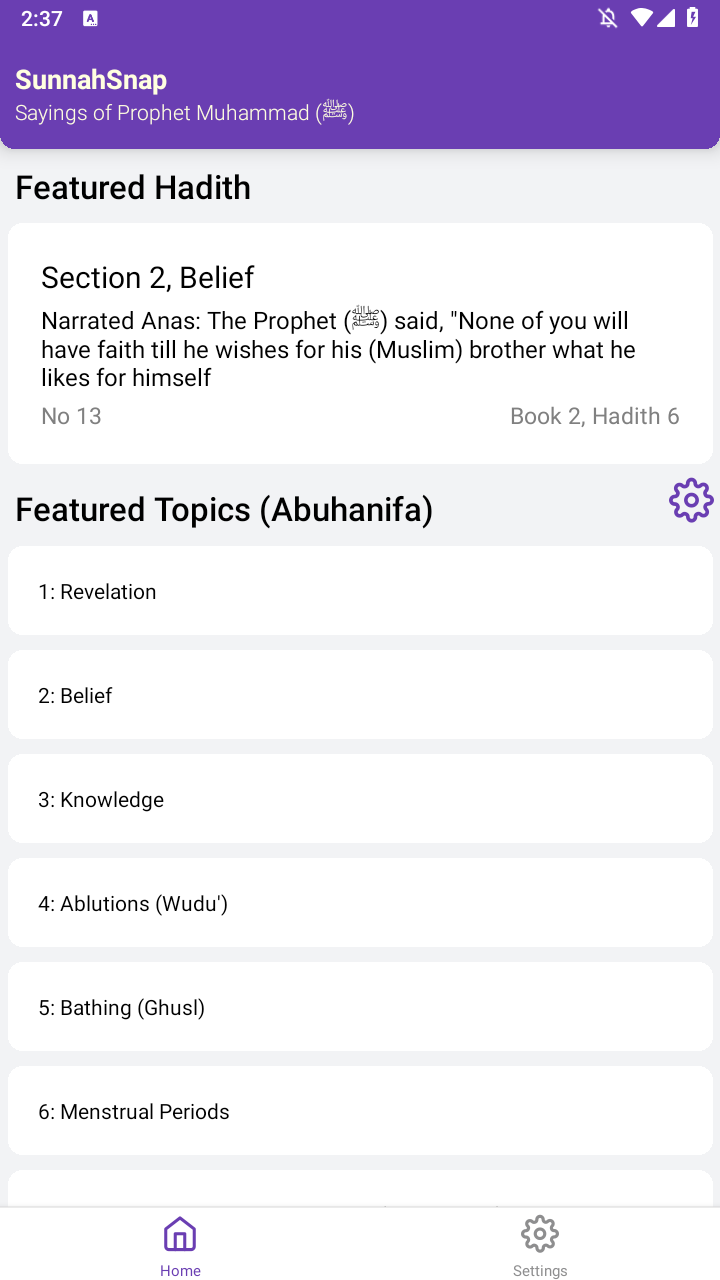 2:37
SunnahSnap
Sayings of Prophet Muhammad (ﷺ)
Featured Hadith
Section 2, Belief
Narrated Anas: The Prophet (ﷺ) said, "None of you will
have faith till he wishes for his (Muslim) brother what he
likes for himself
No 13
Book 2, Hadith 6
Featured Topics (Abuhanifa)
1: Revelation
2: Belief
3: Knowledge
4: Ablutions (Wudu')
5: Bathing (Ghusl)
6: Menstrual Periods
Home
Settings